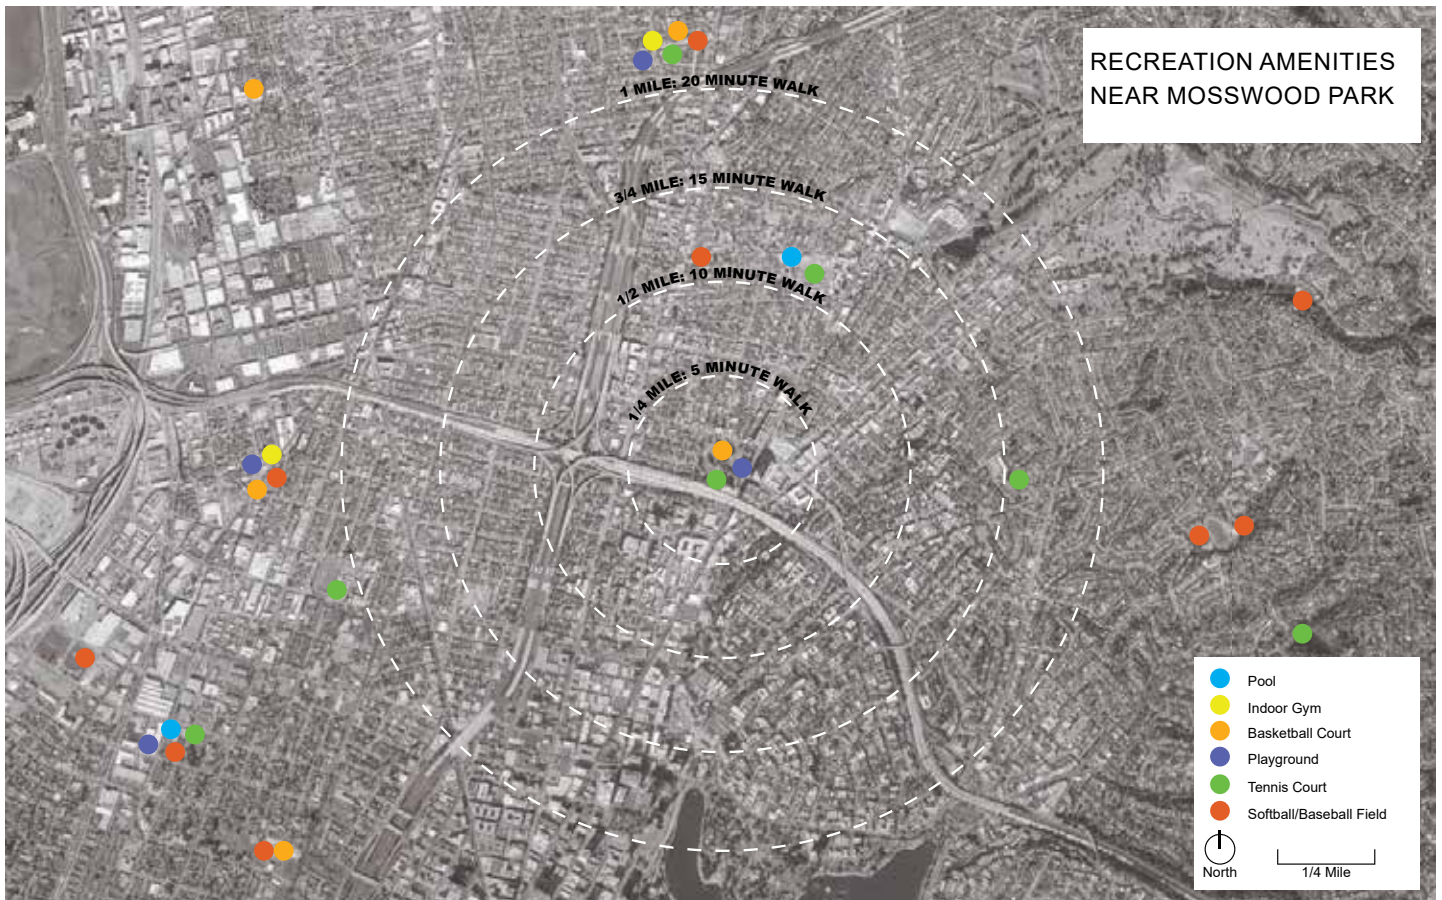 RECREATION AMENITIES
NEAR MOSSWOOD PARK
1 MILE: 20 MINUTE WALK
3/4 MILE: 15 MINUTE WALK
1/2 MILE: 10 MINUTE WALK
1/4 MILE: 5 MINUTE WALK
Pool
Indoor Gym
Basketball Court
Playground
Tennis Court
Softball/Baseball Field
North
1/4 Mile